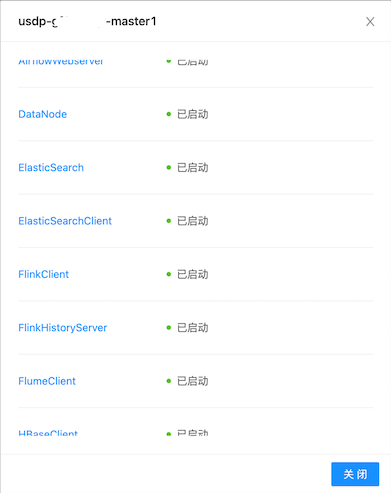 usdp-g -master1
AirflowWebserver 已启动
DataNode 已启动
ElasticSearch 已启动
ElasticSearchClient 已启动
FlinkClient 已启动
FlinkHistoryServer 已启动
FlumeClient 已启动
HBaseClient 已启动
关 闭